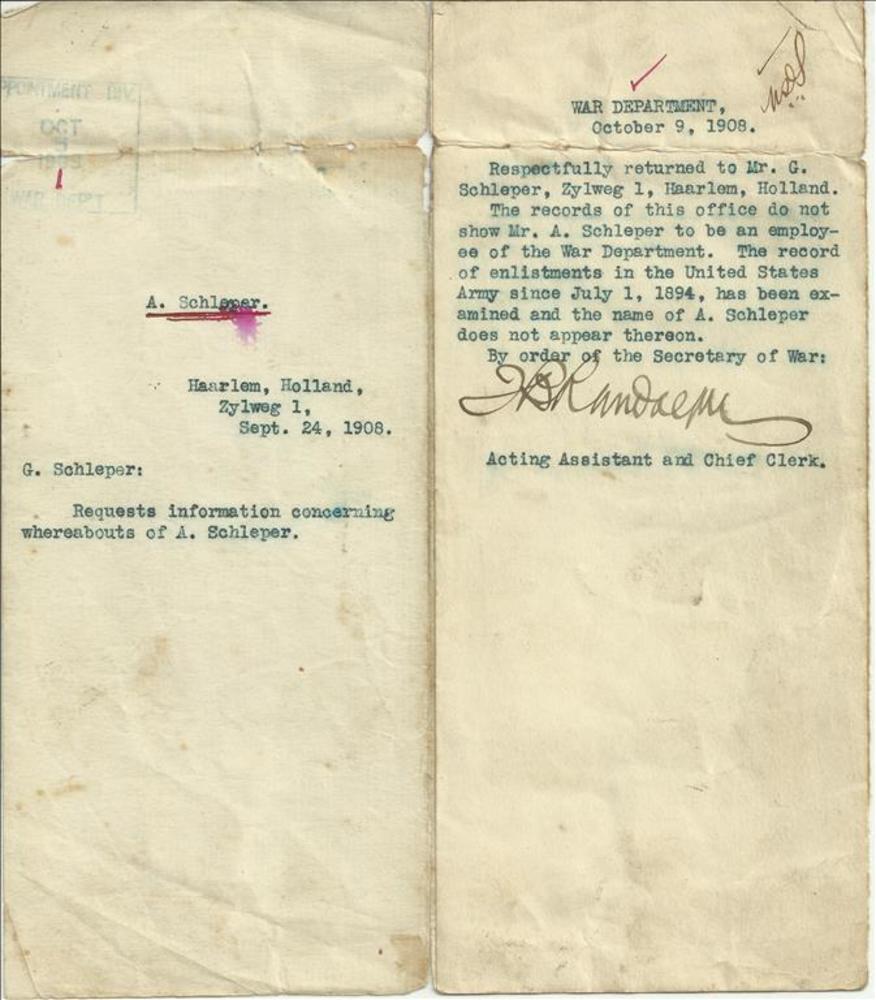 PPOINTMENT DIV.
OCT
9
1908
WAR DEPT
A. Schleper.
Haarlem, Holland,
Zylweg 1,
Sept. 24, 1908.
G. Schleper:
Requests information concerning
whereabouts of A. Schleper.
WAR DEPARTMENT,
October 9, 1908.
Respectfully returned to Mr. G.
Schleper, Zylweg 1, Haarlem, Holland.
The records of this office do not
show Mr. A. Schleper to be an employ-
ee of the War Department. The record
of enlistments in the United States
Army since July 1, 1894, has been ex-
amined and the name of A. Schleper
does not appear thereon.
By order of the Secretary of War:
Randolph
Acting Assistant and Chief Clerk.